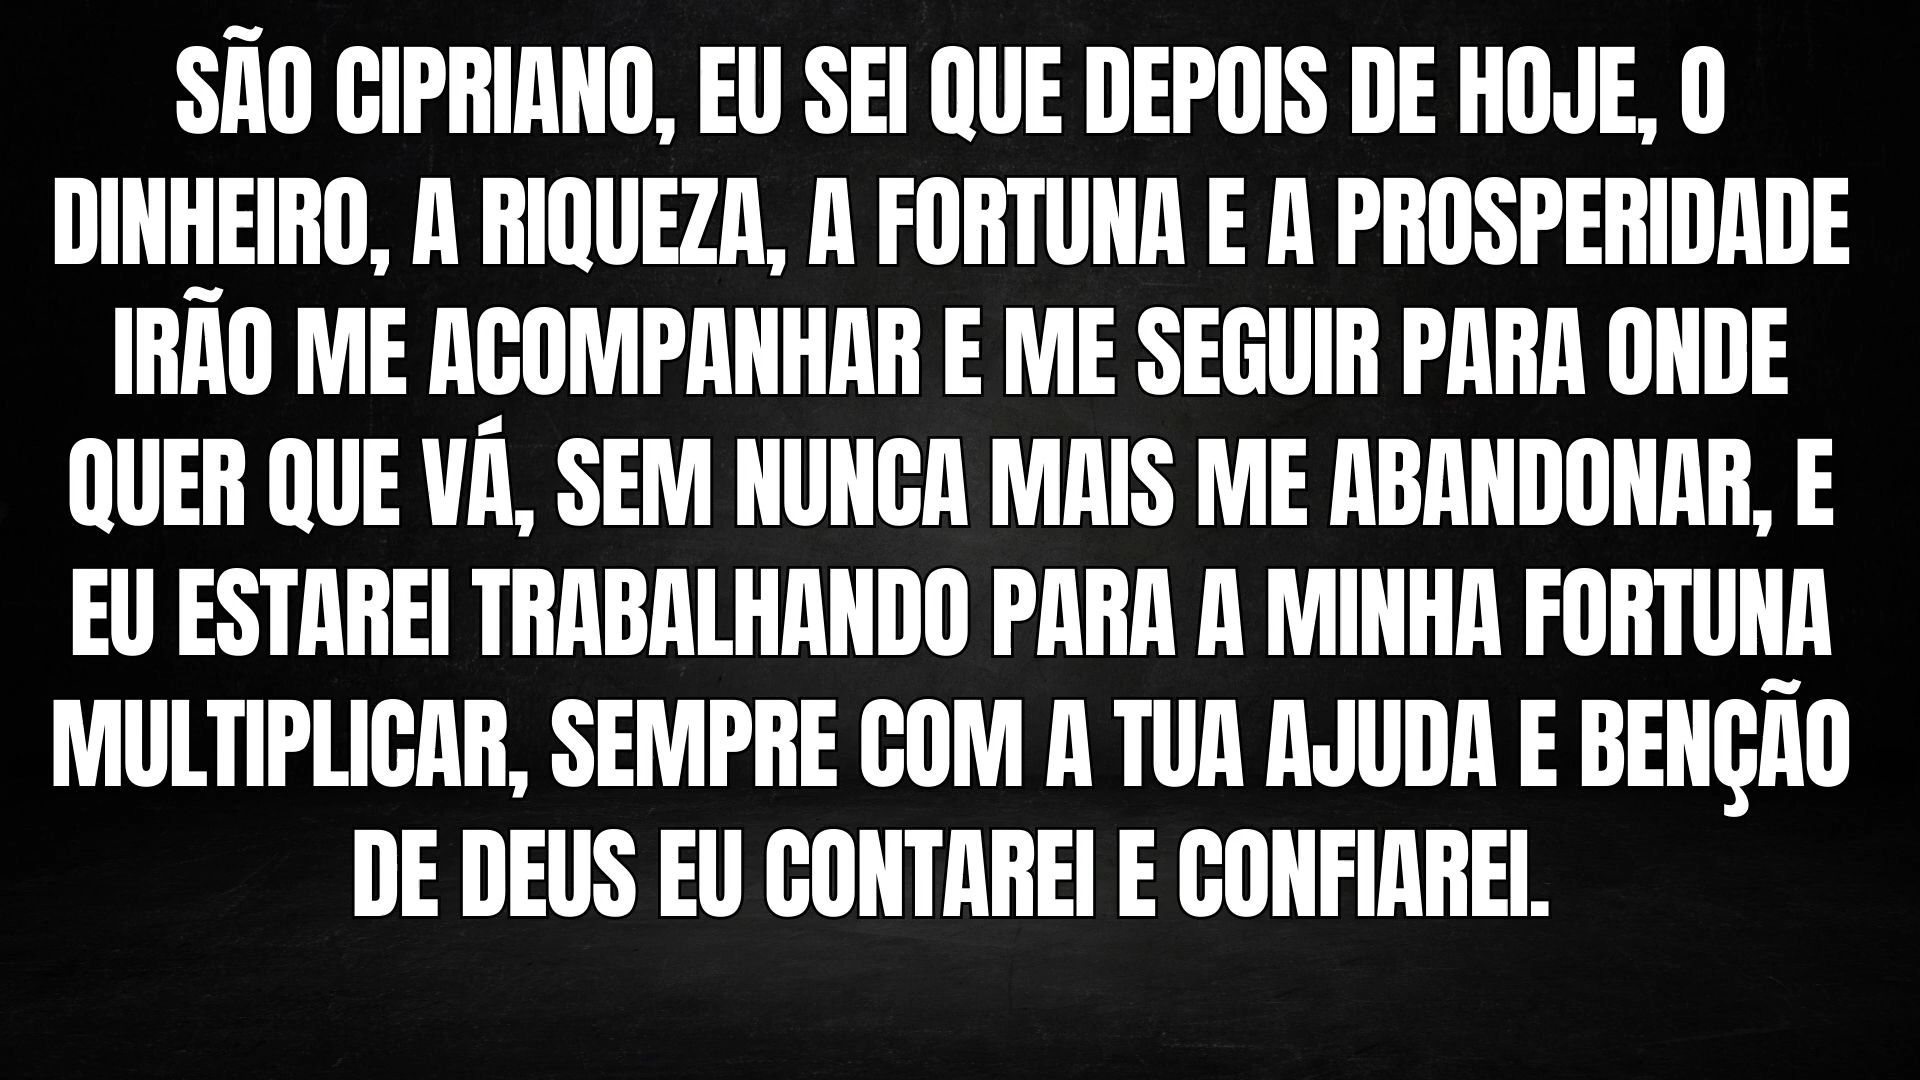 SÃO CIPRIANO, EU SEI QUE DEPOIS DE HOJE, O
DINHEIRO, A RIQUEZA, A FORTUNA E A PROSPERIDADE
IRÃO ME ACOMPANHAR E ME SEGUIR PARA ONDE
QUER QUE VÁ, SEM NUNCA MAIS ME ABANDONAR, E
EU ESTAREI TRABALHANDO PARA A MINHA FORTUNA
MULTIPLICAR, SEMPRE COM A TUA AJUDA E BENÇÃO
DE DEUS EU CONTAREI E CONFIAREI.